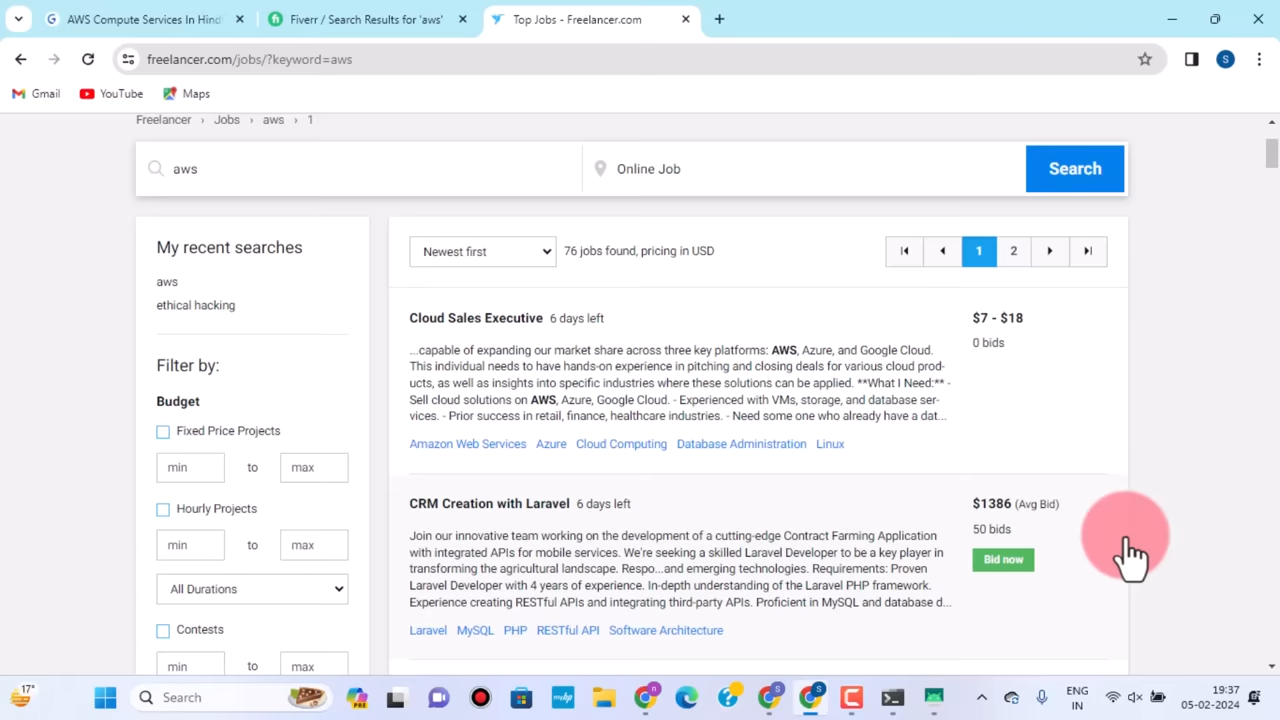 AWS Compute Services In Hind
Fiverr / Search Results for 'aws'
Top Jobs - Freelancer.com
freelancer.com/jobs/?keyword=aws
S
Gmail
YouTube
Maps
Freelancer › Jobs › aws › 1
aws
Online Job
Search
My recent searches
aws
ethical hacking
Filter by:
Budget
Fixed Price Projects
min to max
Hourly Projects
min to max
All Durations
Contests
min to max
Newest first
76 jobs found, pricing in USD
1 2
Cloud Sales Executive 6 days left
$7 - $18
0 bids
...capable of expanding our market share across three key platforms: AWS, Azure, and Google Cloud.
This individual needs to have hands-on experience in pitching and closing deals for various cloud prod-
ucts, as well as insights into specific industries where these solutions can be applied. **What I Need:** -
Sell cloud solutions on AWS, Azure, Google Cloud. - Experienced with VMs, storage, and database ser-
vices. - Prior success in retail, finance, healthcare industries. - Need some one who already have a dat...
Amazon Web Services Azure Cloud Computing Database Administration Linux
CRM Creation with Laravel 6 days left
$1386 (Avg Bid)
50 bids
Bid now
Join our innovative team working on the development of a cutting-edge Contract Farming Application
with integrated APIs for mobile services. We're seeking a skilled Laravel Developer to be a key player in
transforming the agricultural landscape. Respo...and emerging technologies. Requirements: Proven
Laravel Developer with 4 years of experience. In-depth understanding of the Laravel PHP framework.
Experience creating RESTful APIs and integrating third-party APIs. Proficient in MySQL and database d...
Laravel MySQL PHP RESTful API Software Architecture
17°
Search
ENG
IN
19:37
05-02-2024